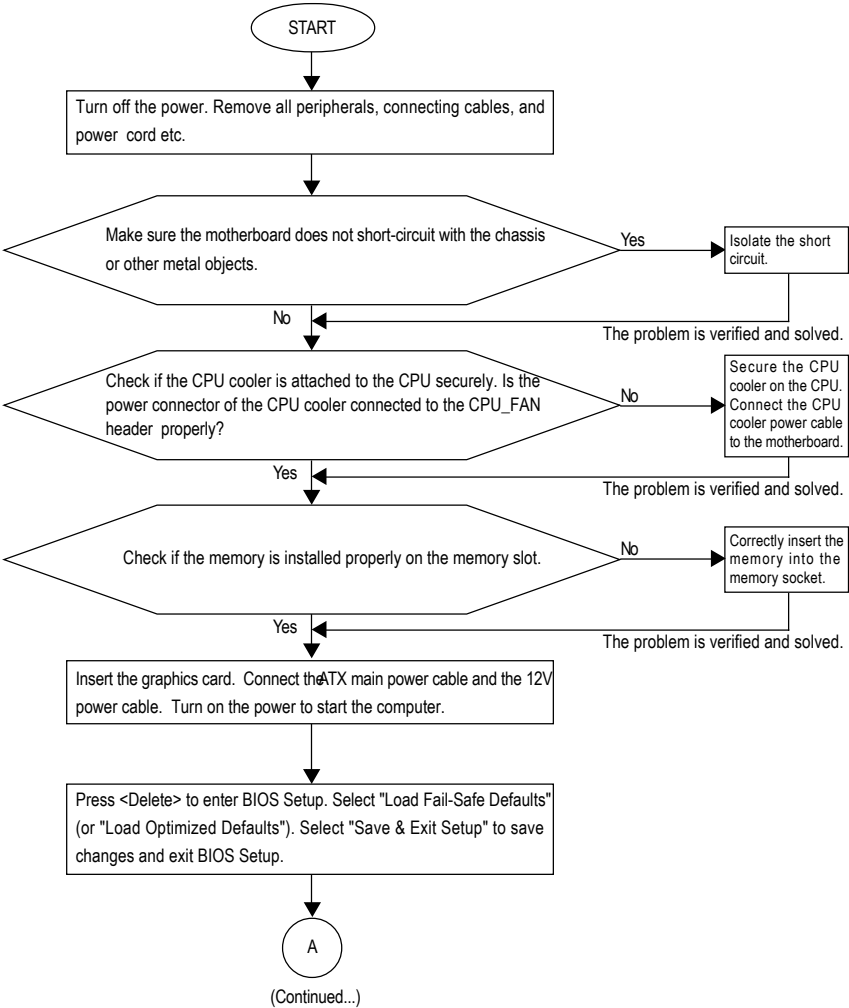 START
Turn off the power. Remove all peripherals, connecting cables, and
power cord etc.
Make sure the motherboard does not short-circuit with the chassis
or other metal objects.
Yes
Isolate the short
circuit.
No
The problem is verified and solved.
Check if the CPU cooler is attached to the CPU securely. Is the
power connector of the CPU cooler connected to the CPU_FAN
header properly?
No
Secure the CPU
cooler on the CPU.
Connect the CPU
cooler power cable
to the motherboard.
Yes
The problem is verified and solved.
Check if the memory is installed properly on the memory slot.
No
Correctly insert the
memory into the
memory socket.
Yes
The problem is verified and solved.
Insert the graphics card. Connect the ATX main power cable and the 12V
power cable. Turn on the power to start the computer.
Press <Delete> to enter BIOS Setup. Select "Load Fail-Safe Defaults"
(or "Load Optimized Defaults"). Select "Save & Exit Setup" to save
changes and exit BIOS Setup.
A
(Continued...)